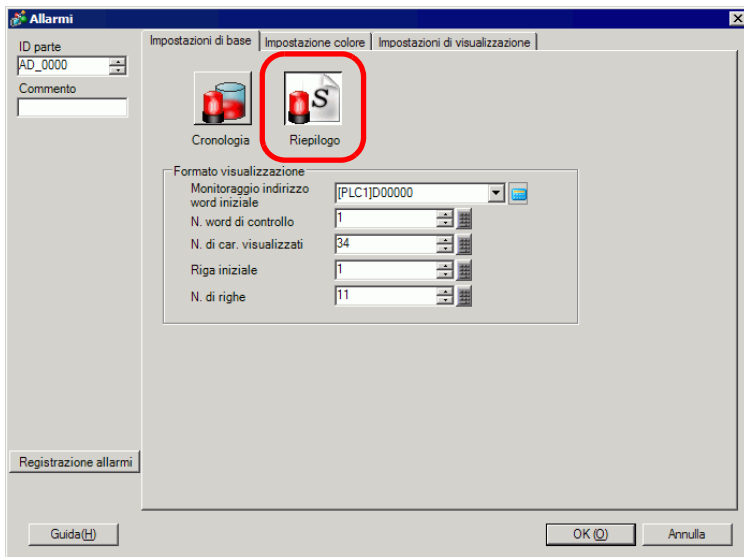 Allarmi
ID parte
AD_0000
Commento
Impostazioni di base
Impostazione colore
Impostazioni di visualizzazione
Cronologia
S
Riepilogo
Formato visualizzazione
Monitoraggio indirizzo
word iniziale
[PLC1]D00000
N. word di controllo
1
N. di car. visualizzati
34
Riga iniziale
1
N. di righe
11
Registrazione allarmi
Guida(H)
OK (O)
Annulla